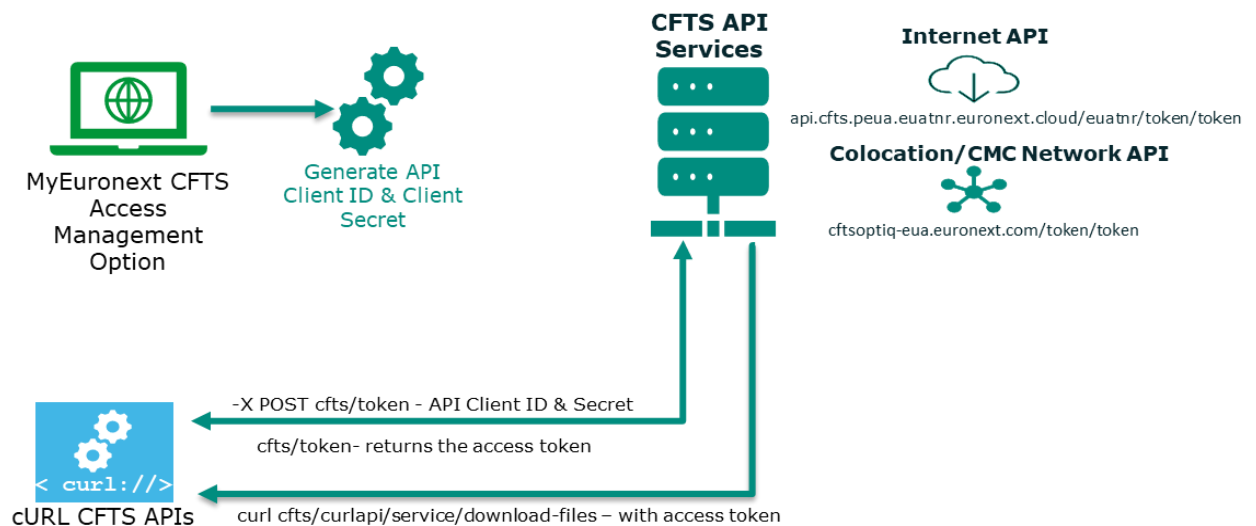 CFTS API
Services
Internet API
api.cfts.peua.euatnr.euronext.cloud/euatnr/token/token
Colocation/CMC Network API
cftsoptiq-eua.euronext.com/token/token
MyEuronext CFTS
Access
Management
Option
Generate API
Client ID & Client
Secret
-X POST cfts/token - API Client ID & Secret
cfts/token- returns the access token
< curl://>
cURL CFTS APIs
curl cfts/curlapi/service/download-files – with access token